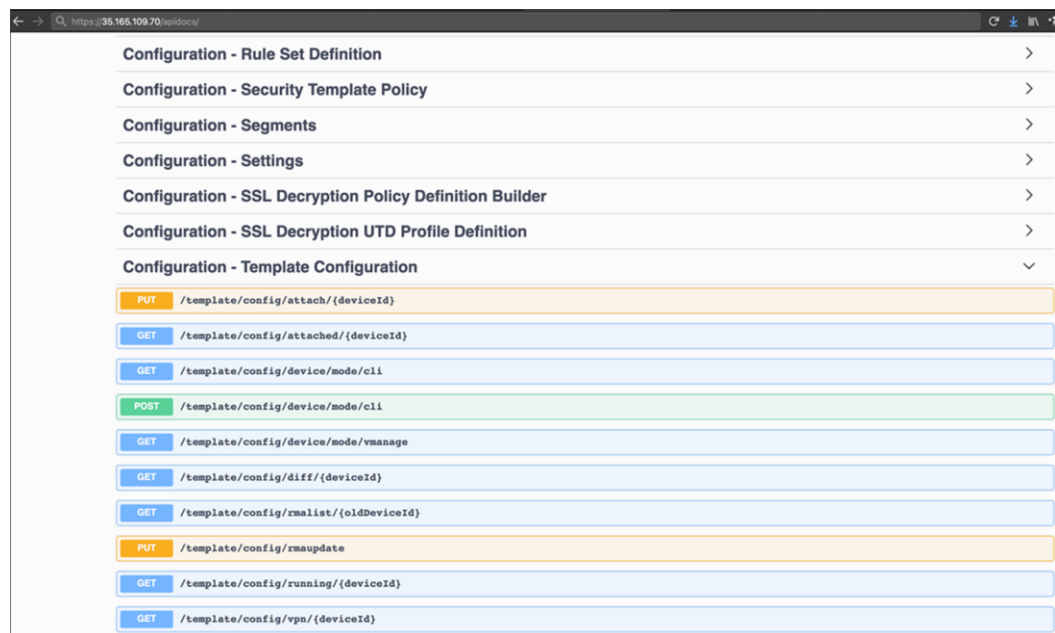 https://35.165.109.70/apidocs/
Configuration - Rule Set Definition
Configuration - Security Template Policy
Configuration - Segments
Configuration - Settings
Configuration - SSL Decryption Policy Definition Builder
Configuration - SSL Decryption UTD Profile Definition
Configuration - Template Configuration
PUT /template/config/attach/{deviceId}
GET /template/config/attached/{deviceId}
GET /template/config/device/mode/cli
POST /template/config/device/mode/cli
GET /template/config/device/mode/vmanage
GET /template/config/diff/{deviceId}
GET /template/config/rmalist/{oldDeviceId}
PUT /template/config/rmaupdate
GET /template/config/running/{deviceId}
GET /template/config/vpn/{deviceId}